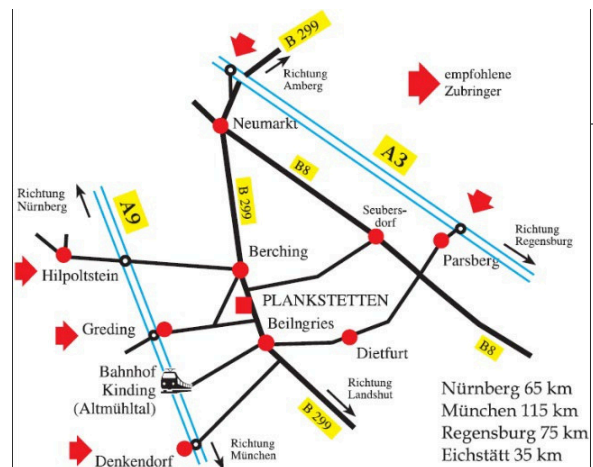 B 299
Richtung
Amberg
empfohlene
Zubringer
Neumarkt
A3
B8
Richtung
Nürnberg
A9
B 299
Seubers-
dorf
Richtung
Regensburg
Parsberg
Berching
Hilpoltstein
PLANKSTETTEN
Greding
Beilngries
Dietfurt
B8
Bahnhof
Kinding
(Altmühltal)
Richtung
Landshut
B 299
Nürnberg 65 km
München 115 km
Regensburg 75 km
Eichstätt 35 km
Denkendorf
Richtung
München